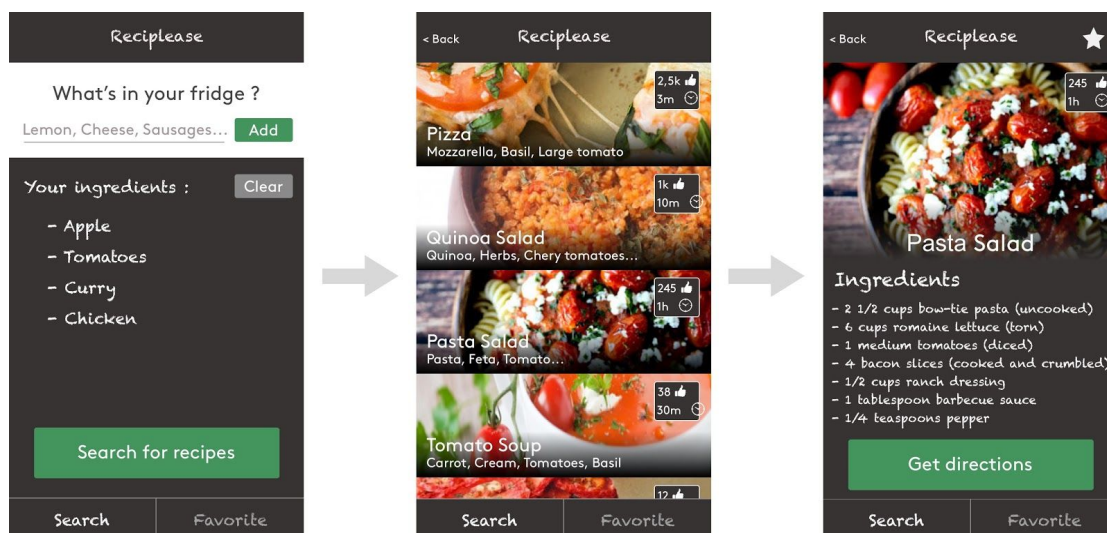 Reciplease
What's in your fridge ?
Lemon, Cheese, Sausages...
Add
Your ingredients :
Clear
- Apple
- Tomatoes
- Curry
- Chicken
Search for recipes
Search
Favorite
< Back
Reciplease
2,5k
3m
Pizza
Mozzarella, Basil, Large tomato
1k
10m
Quinoa Salad
Quinoa, Herbs, Chery tomatoes...
245
1h
Pasta Salad
Pasta, Feta, Tomato...
38
30m
Tomato Soup
Carrot, Cream, Tomatoes, Basil
12
Search
Favorite
< Back
Reciplease
245
1h
Pasta Salad
Ingredients
- 2 1/2 cups bow-tie pasta (uncooked)
- 6 cups romaine lettuce (torn)
- 1 medium tomatoes (diced)
- 4 bacon slices (cooked and crumbled)
- 1/2 cups ranch dressing
- 1 tablespoon barbecue sauce
- 1/4 teaspoons pepper
Get directions
Search
Favorite